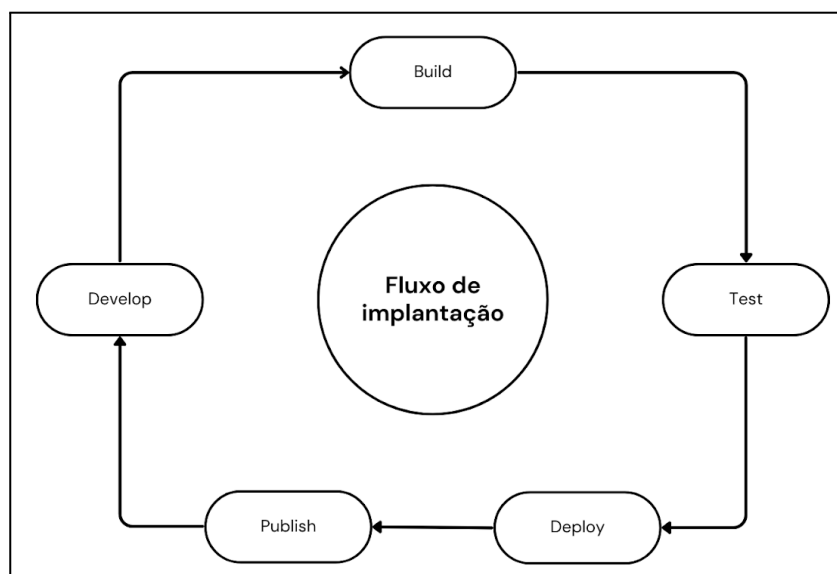 Build
Develop
Fluxo de
implantação
Test
Publish
Deploy